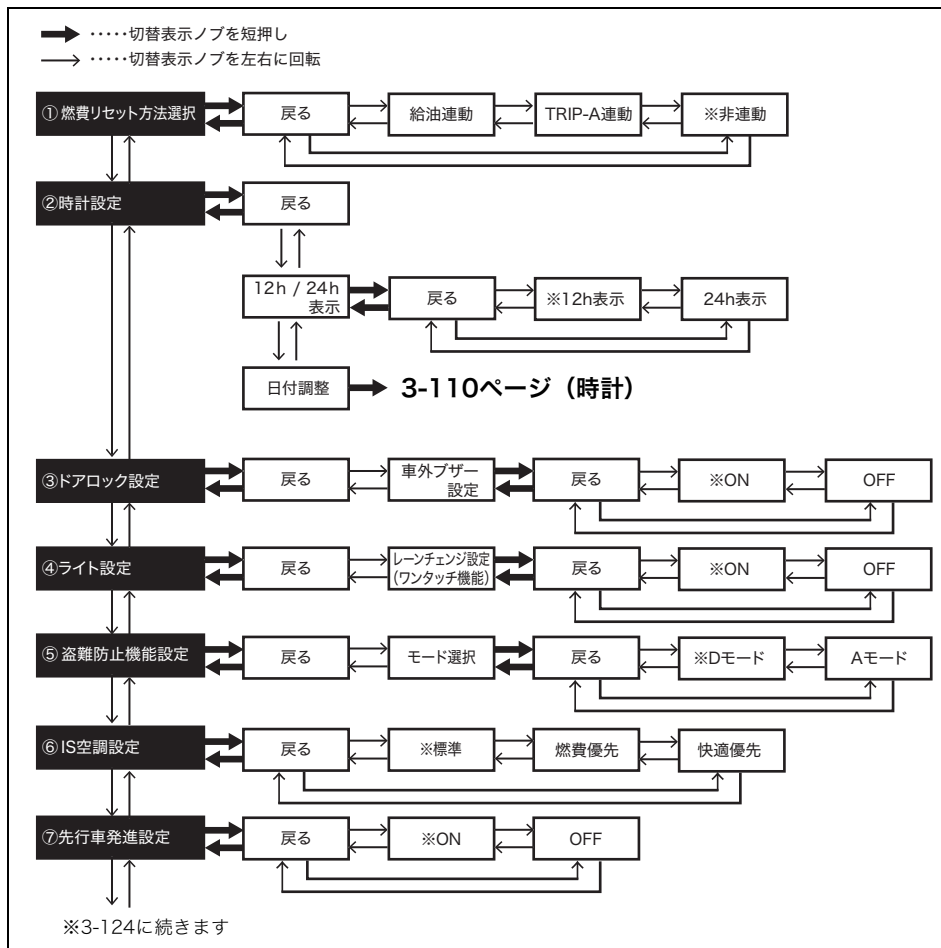 ‥‥‥切替表示ノブを短押し
‥‥‥切替表示ノブを左右に回転
①燃費リセット方法選択
戻る
給油連動
TRIP-A連動
※非連動
②時計設定
戻る
12h / 24h
表示
戻る
※12h表示
24h表示
日付調整
3-110ページ（時計）
③ドアロック設定
戻る
車外ブザー
設定
戻る
※ON
OFF
④ライト設定
戻る
レーンチェンジ設定
（ワンタッチ機能）
戻る
※ON
OFF
⑤盗難防止機能設定
戻る
モード選択
戻る
※Dモード
Aモード
⑥IS空調設定
戻る
※標準
燃費優先
快適優先
⑦先行車発進設定
戻る
※ON
OFF
※3-124に続きます